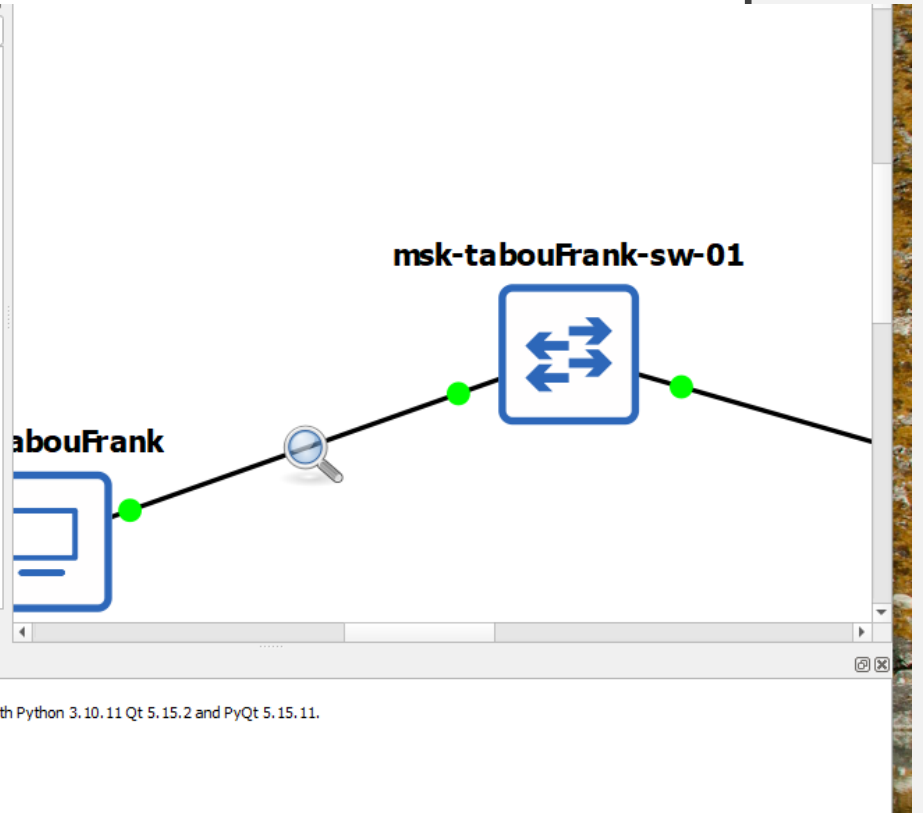 msk-tabouFrank-sw-01
abouFrank
th Python 3.10.11 Qt 5.15.2 and PyQt 5.15.11.